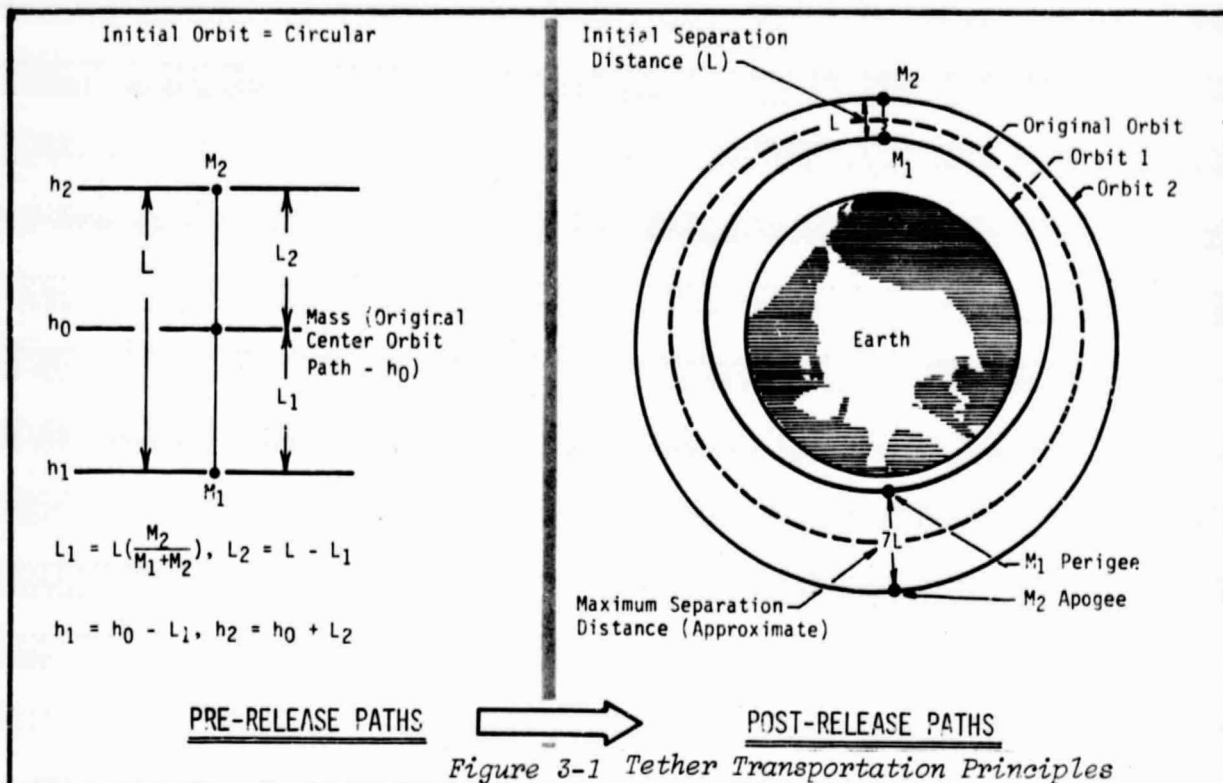 Initial Orbit = Circular
M2
h2
L
L2
h0
Mass (Original
Center Orbit
Path - h0)
L1
h1
M1
L1 = L(M2/M1+M2), L2 = L - L1
h1 = h0 - L1, h2 = h0 + L2
PRE-RELEASE PATHS
Initial Separation
Distance (L)
M2
L
M1
Original Orbit
Orbit 1
Orbit 2
Earth
7L
M1 Perigee
M2 Apogee
Maximum Separation
Distance (Approximate)
POST-RELEASE PATHS
Figure 3-1 Tether Transportation Principles